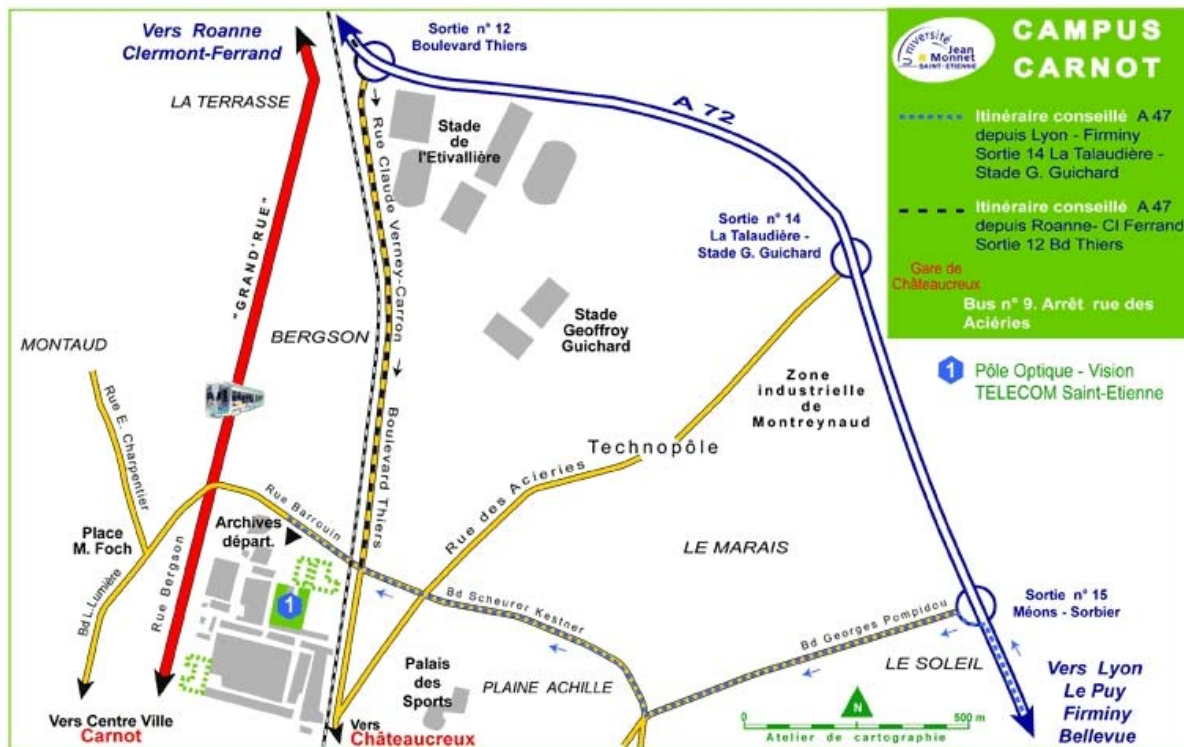 Vers Roanne
Clermont-Ferrand
Sortie n° 12
Boulevard Thiers
LA TERRASSE
A 72
Université
Jean
Monnet
SAINT-ETIENNE
CAMPUS
CARNOT
Itinéraire conseillé A 47
depuis Lyon - Firminy
Sortie 14 La Talaudière -
Stade G. Guichard
Itinéraire conseillé A 47
depuis Roanne- Cl Ferrand
Sortie 12 Bd Thiers
Gare de
Châteaucreux
Bus n° 9. Arrêt rue des
Aciéries
1 Pôle Optique - Vision
TELECOM Saint-Etienne
Stade
de
l'Etivallière
Rue Claude Verney-Carron
Sortie n° 14
La Talaudière -
Stade G. Guichard
"GRAND'RUE"
BERGSON
Stade
Geoffroy
Guichard
MONTAUD
Rue E. Charpentier
Boulevard Thiers
Zone
industrielle
de
Montreynaud
Technopôle
Rue des Acieries
Rue Barrouin
Archives
départ.
Place
M. Foch
LE MARAIS
Bd L.Lumière
Rue Bergson
1
Bd Scheurer Kestner
Bd Georges Pompidou
Sortie n° 15
Méons - Sorbier
LE SOLEIL
Palais
des
Sports
PLAINE ACHILLE
Vers Lyon
Le Puy
Firminy
Bellevue
Vers Centre Ville
Carnot
Vers
Châteaucreux
N
0
500 m
Atelier de cartographie